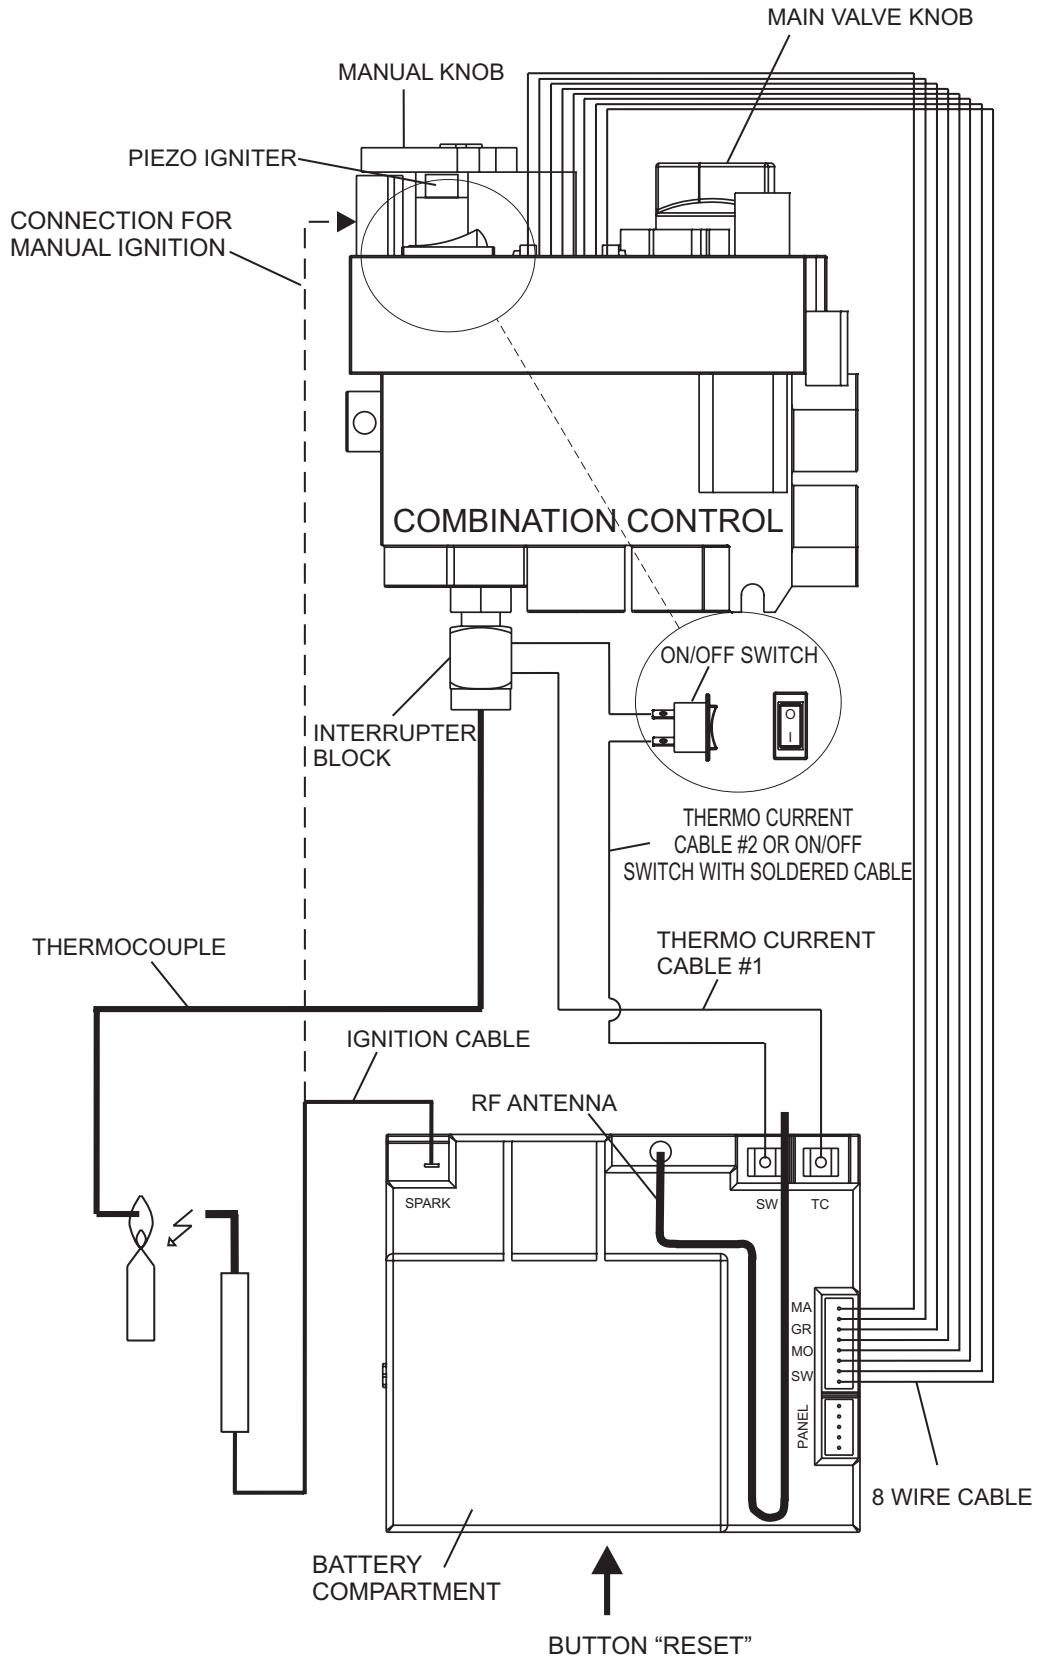 MAIN VALVE KNOB
MANUAL KNOB
PIEZO IGNITER
CONNECTION FOR
MANUAL IGNITION
COMBINATION CONTROL
ON/OFF SWITCH
O
I
INTERRUPTER
BLOCK
THERMO CURRENT
CABLE #2 OR ON/OFF
SWITCH WITH SOLDERED CABLE
THERMOCOUPLE
THERMO CURRENT
CABLE #1
IGNITION CABLE
RF ANTENNA
SPARK
SW
TC
MA
GR
MO
SW
PANEL
8 WIRE CABLE
BATTERY
COMPARTMENT
BUTTON “RESET”